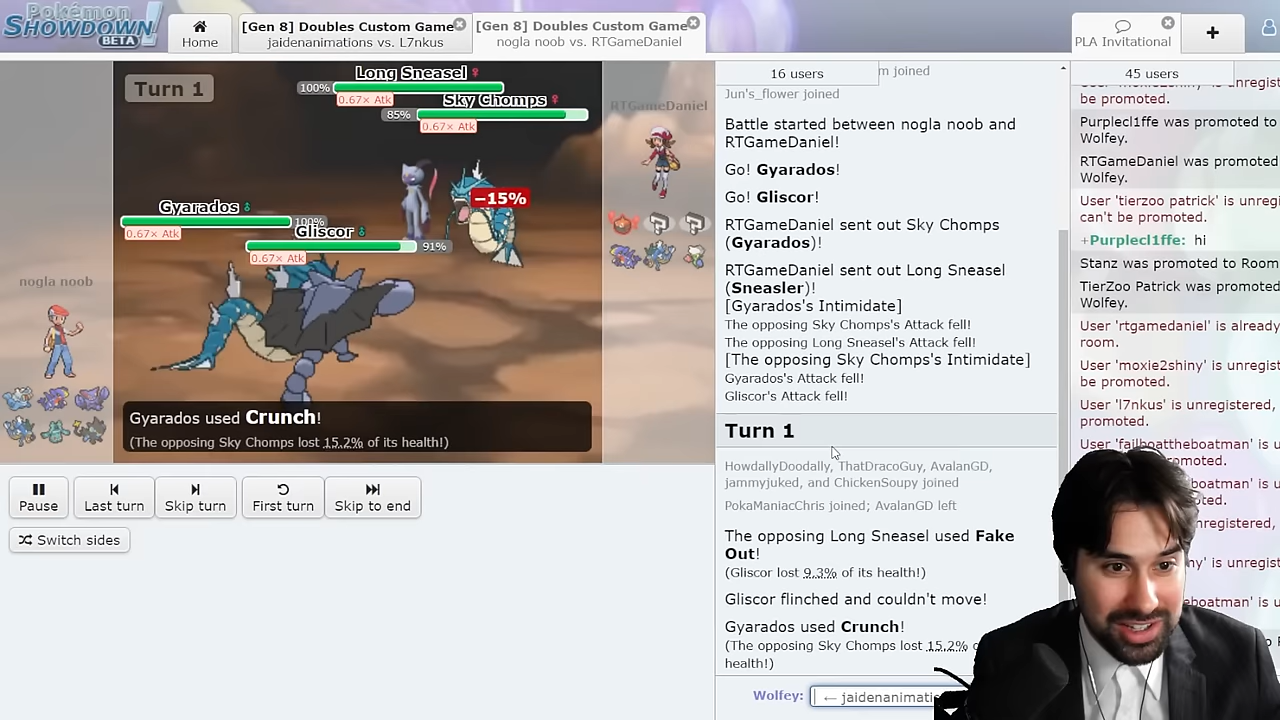 Pokémon
SHOWDOWN!
BETA
Home
[Gen 8] Doubles Custom Game
jaidenanimations vs. L7nkus
[Gen 8] Doubles Custom Game
nogla noob vs. RTGameDaniel
PLA Invitational
+
Turn 1
Long Sneasel ♀
100%
0.67× Atk
Sky Chomps ♀
85%
0.67× Atk
−15%
Gyarados ♂
100%
0.67× Atk
Gliscor ♂
91%
0.67× Atk
nogla noob
RTGameDaniel
Gyarados used Crunch!
(The opposing Sky Chomps lost 15.2% of its health!)
Pause
Last turn
Skip turn
First turn
Skip to end
Switch sides
16 users
m joined
Jun's_flower joined
Battle started between nogla noob and
RTGameDaniel!
Go! Gyarados!
Go! Gliscor!
RTGameDaniel sent out Sky Chomps
(Gyarados)!
RTGameDaniel sent out Long Sneasel
(Sneasler)!
[Gyarados's Intimidate]
The opposing Sky Chomps's Attack fell!
The opposing Long Sneasel's Attack fell!
[The opposing Sky Chomps's Intimidate]
Gyarados's Attack fell!
Gliscor's Attack fell!
Turn 1
HowdallyDoodally, ThatDracoGuy, AvalanGD,
jammyjuked, and ChickenSoupy joined
PokaManiacChris joined; AvalanGD left
The opposing Long Sneasel used Fake
Out!
(Gliscor lost 9.3% of its health!)
Gliscor flinched and couldn't move!
Gyarados used Crunch!
(The opposing Sky Chomps lost 15.2%
health!)
Wolfey:
← jaidenanimatio
45 users
be promoted.
Purplecl1ffe was promoted to
Wolfey.
RTGameDaniel was promoted
Wolfey.
User 'tierzoo patrick' is unregi
can't be promoted.
+Purplecl1ffe: hi
Stanz was promoted to Room
TierZoo Patrick was promoted
Wolfey.
User 'rtgamedaniel' is already
room.
User 'moxie2shiny' is unregist
be promoted.
User 'l7nkus' is unregistered,
promoted.
User 'failboattheboatman' is u
promoted.